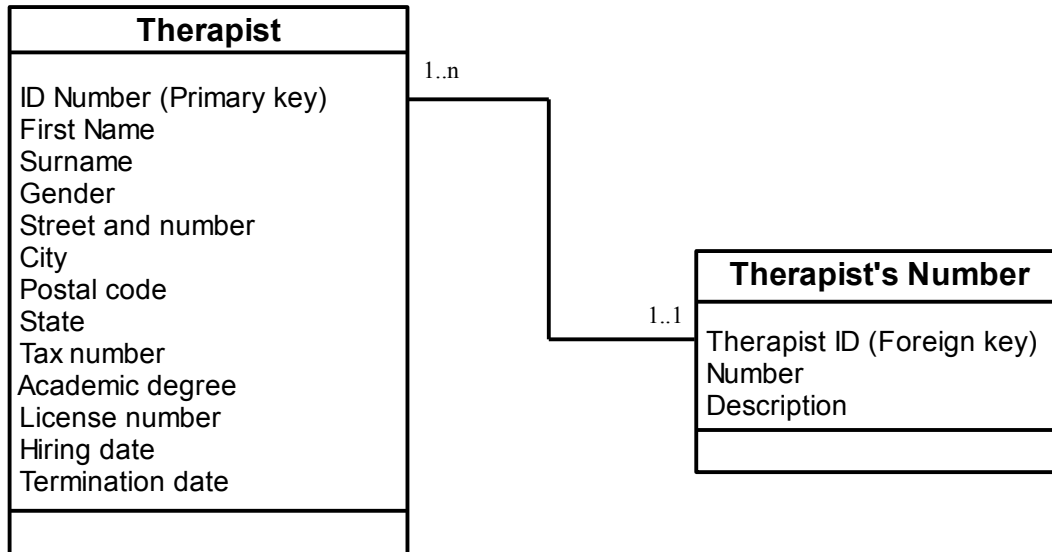 Therapist
ID Number (Primary key)
First Name
Surname
Gender
Street and number
City
Postal code
State
Tax number
Academic degree
License number
Hiring date
Termination date
1..n
1..1
Therapist's Number
Therapist ID (Foreign key)
Number
Description